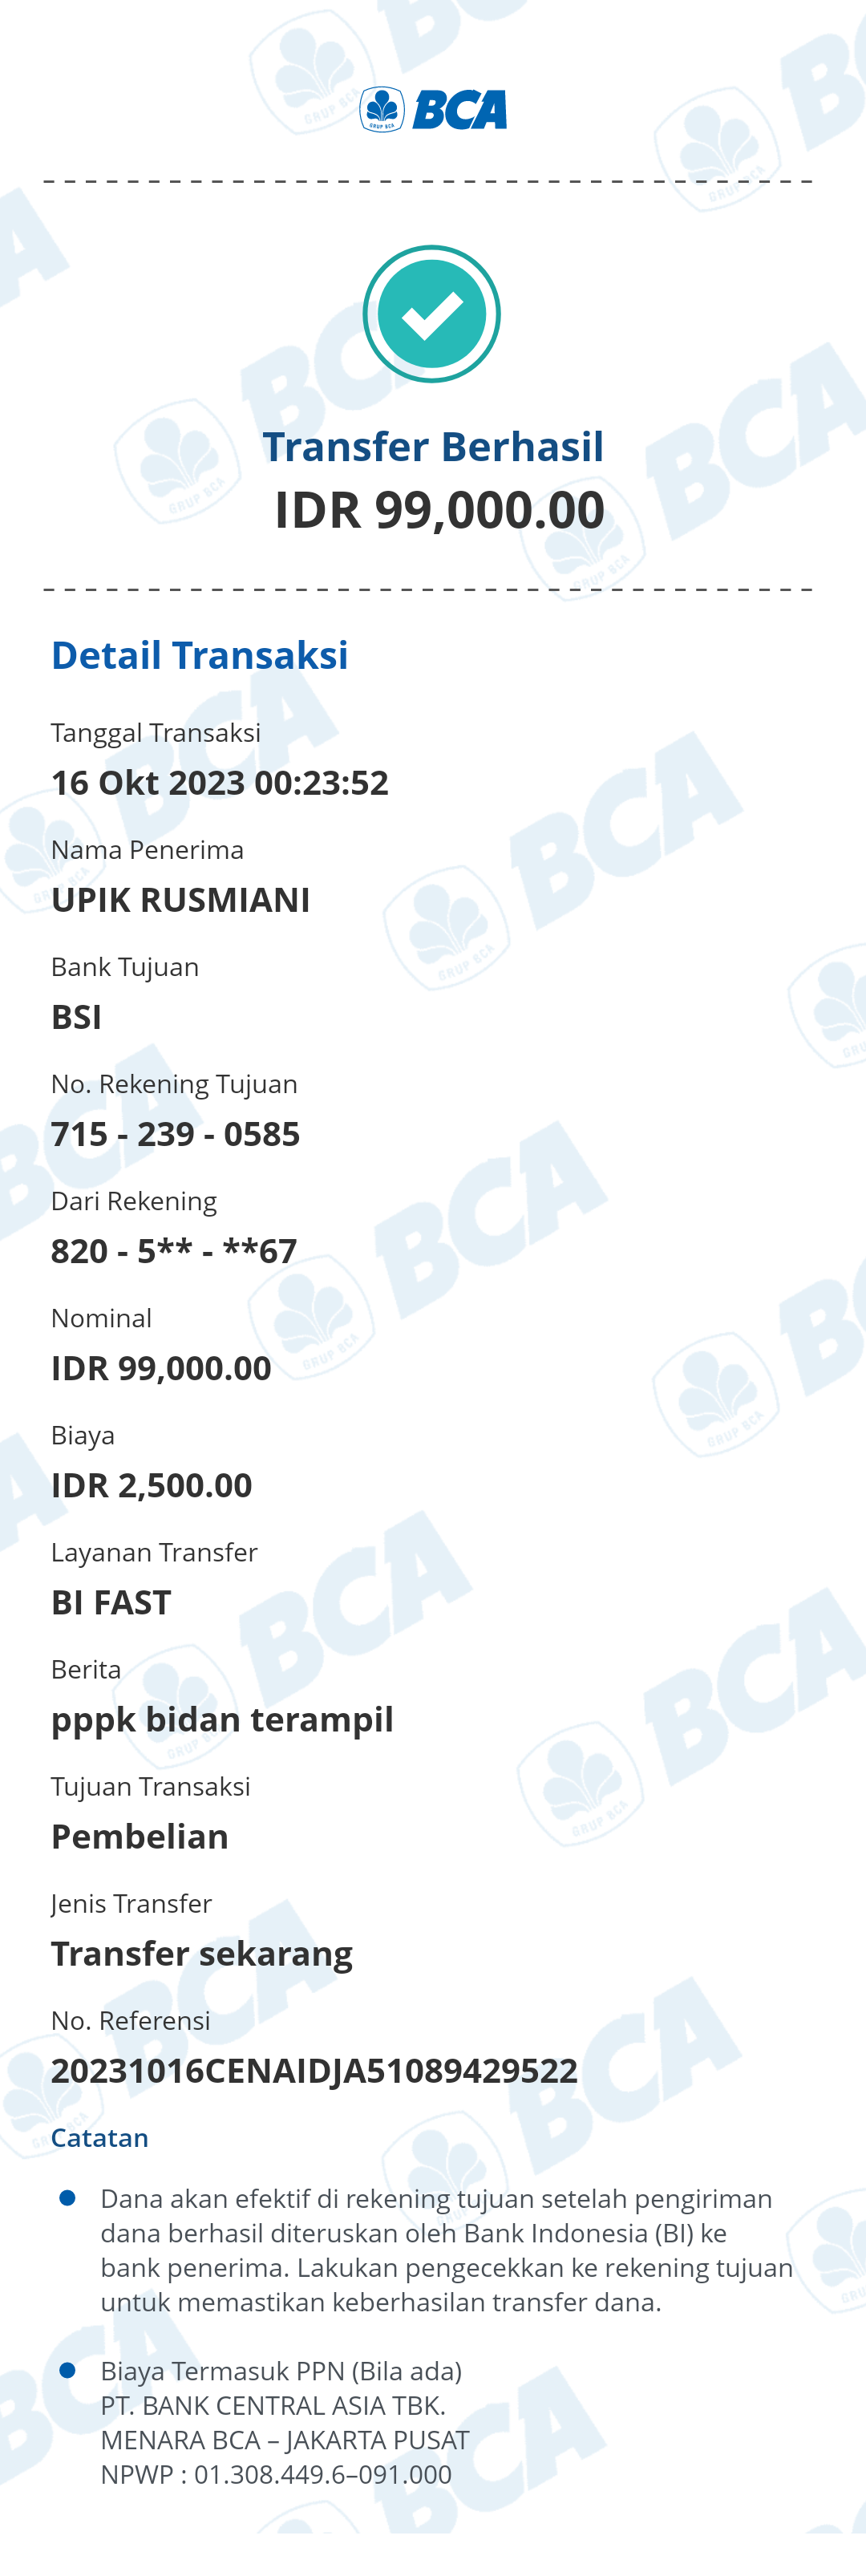 GRUP BCA
BCA
Transfer Berhasil
IDR 99,000.00
Detail Transaksi
Tanggal Transaksi
16 Okt 2023 00:23:52
Nama Penerima
UPIK RUSMIANI
Bank Tujuan
BSI
No. Rekening Tujuan
715 - 239 - 0585
Dari Rekening
820 - 5** - **67
Nominal
IDR 99,000.00
Biaya
IDR 2,500.00
Layanan Transfer
BI FAST
Berita
pppk bidan terampil
Tujuan Transaksi
Pembelian
Jenis Transfer
Transfer sekarang
No. Referensi
20231016CENAIDJA51089429522
Catatan
Dana akan efektif di rekening tujuan setelah pengiriman
dana berhasil diteruskan oleh Bank Indonesia (BI) ke
bank penerima. Lakukan pengecekkan ke rekening tujuan
untuk memastikan keberhasilan transfer dana.
Biaya Termasuk PPN (Bila ada)
PT. BANK CENTRAL ASIA TBK.
MENARA BCA – JAKARTA PUSAT
NPWP : 01.308.449.6–091.000